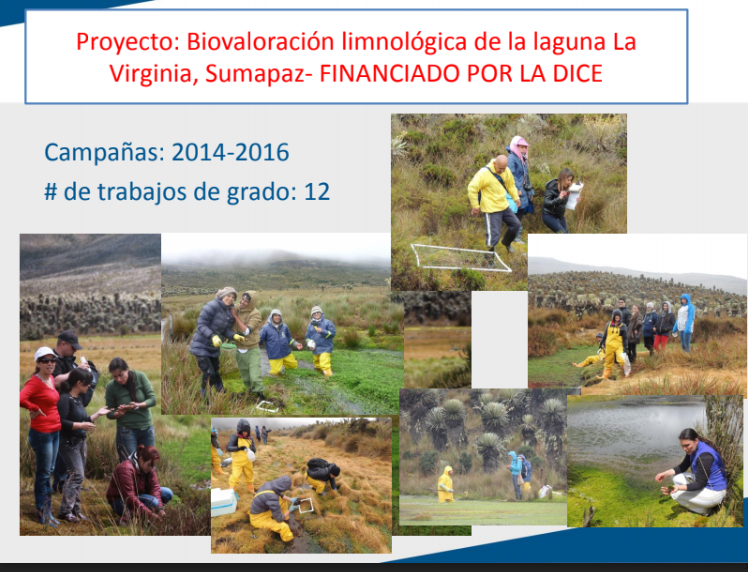 Proyecto: Biovaloración limnológica de la laguna La
Virginia, Sumapaz- FINANCIADO POR LA DICE
Campañas: 2014-2016
# de trabajos de grado: 12